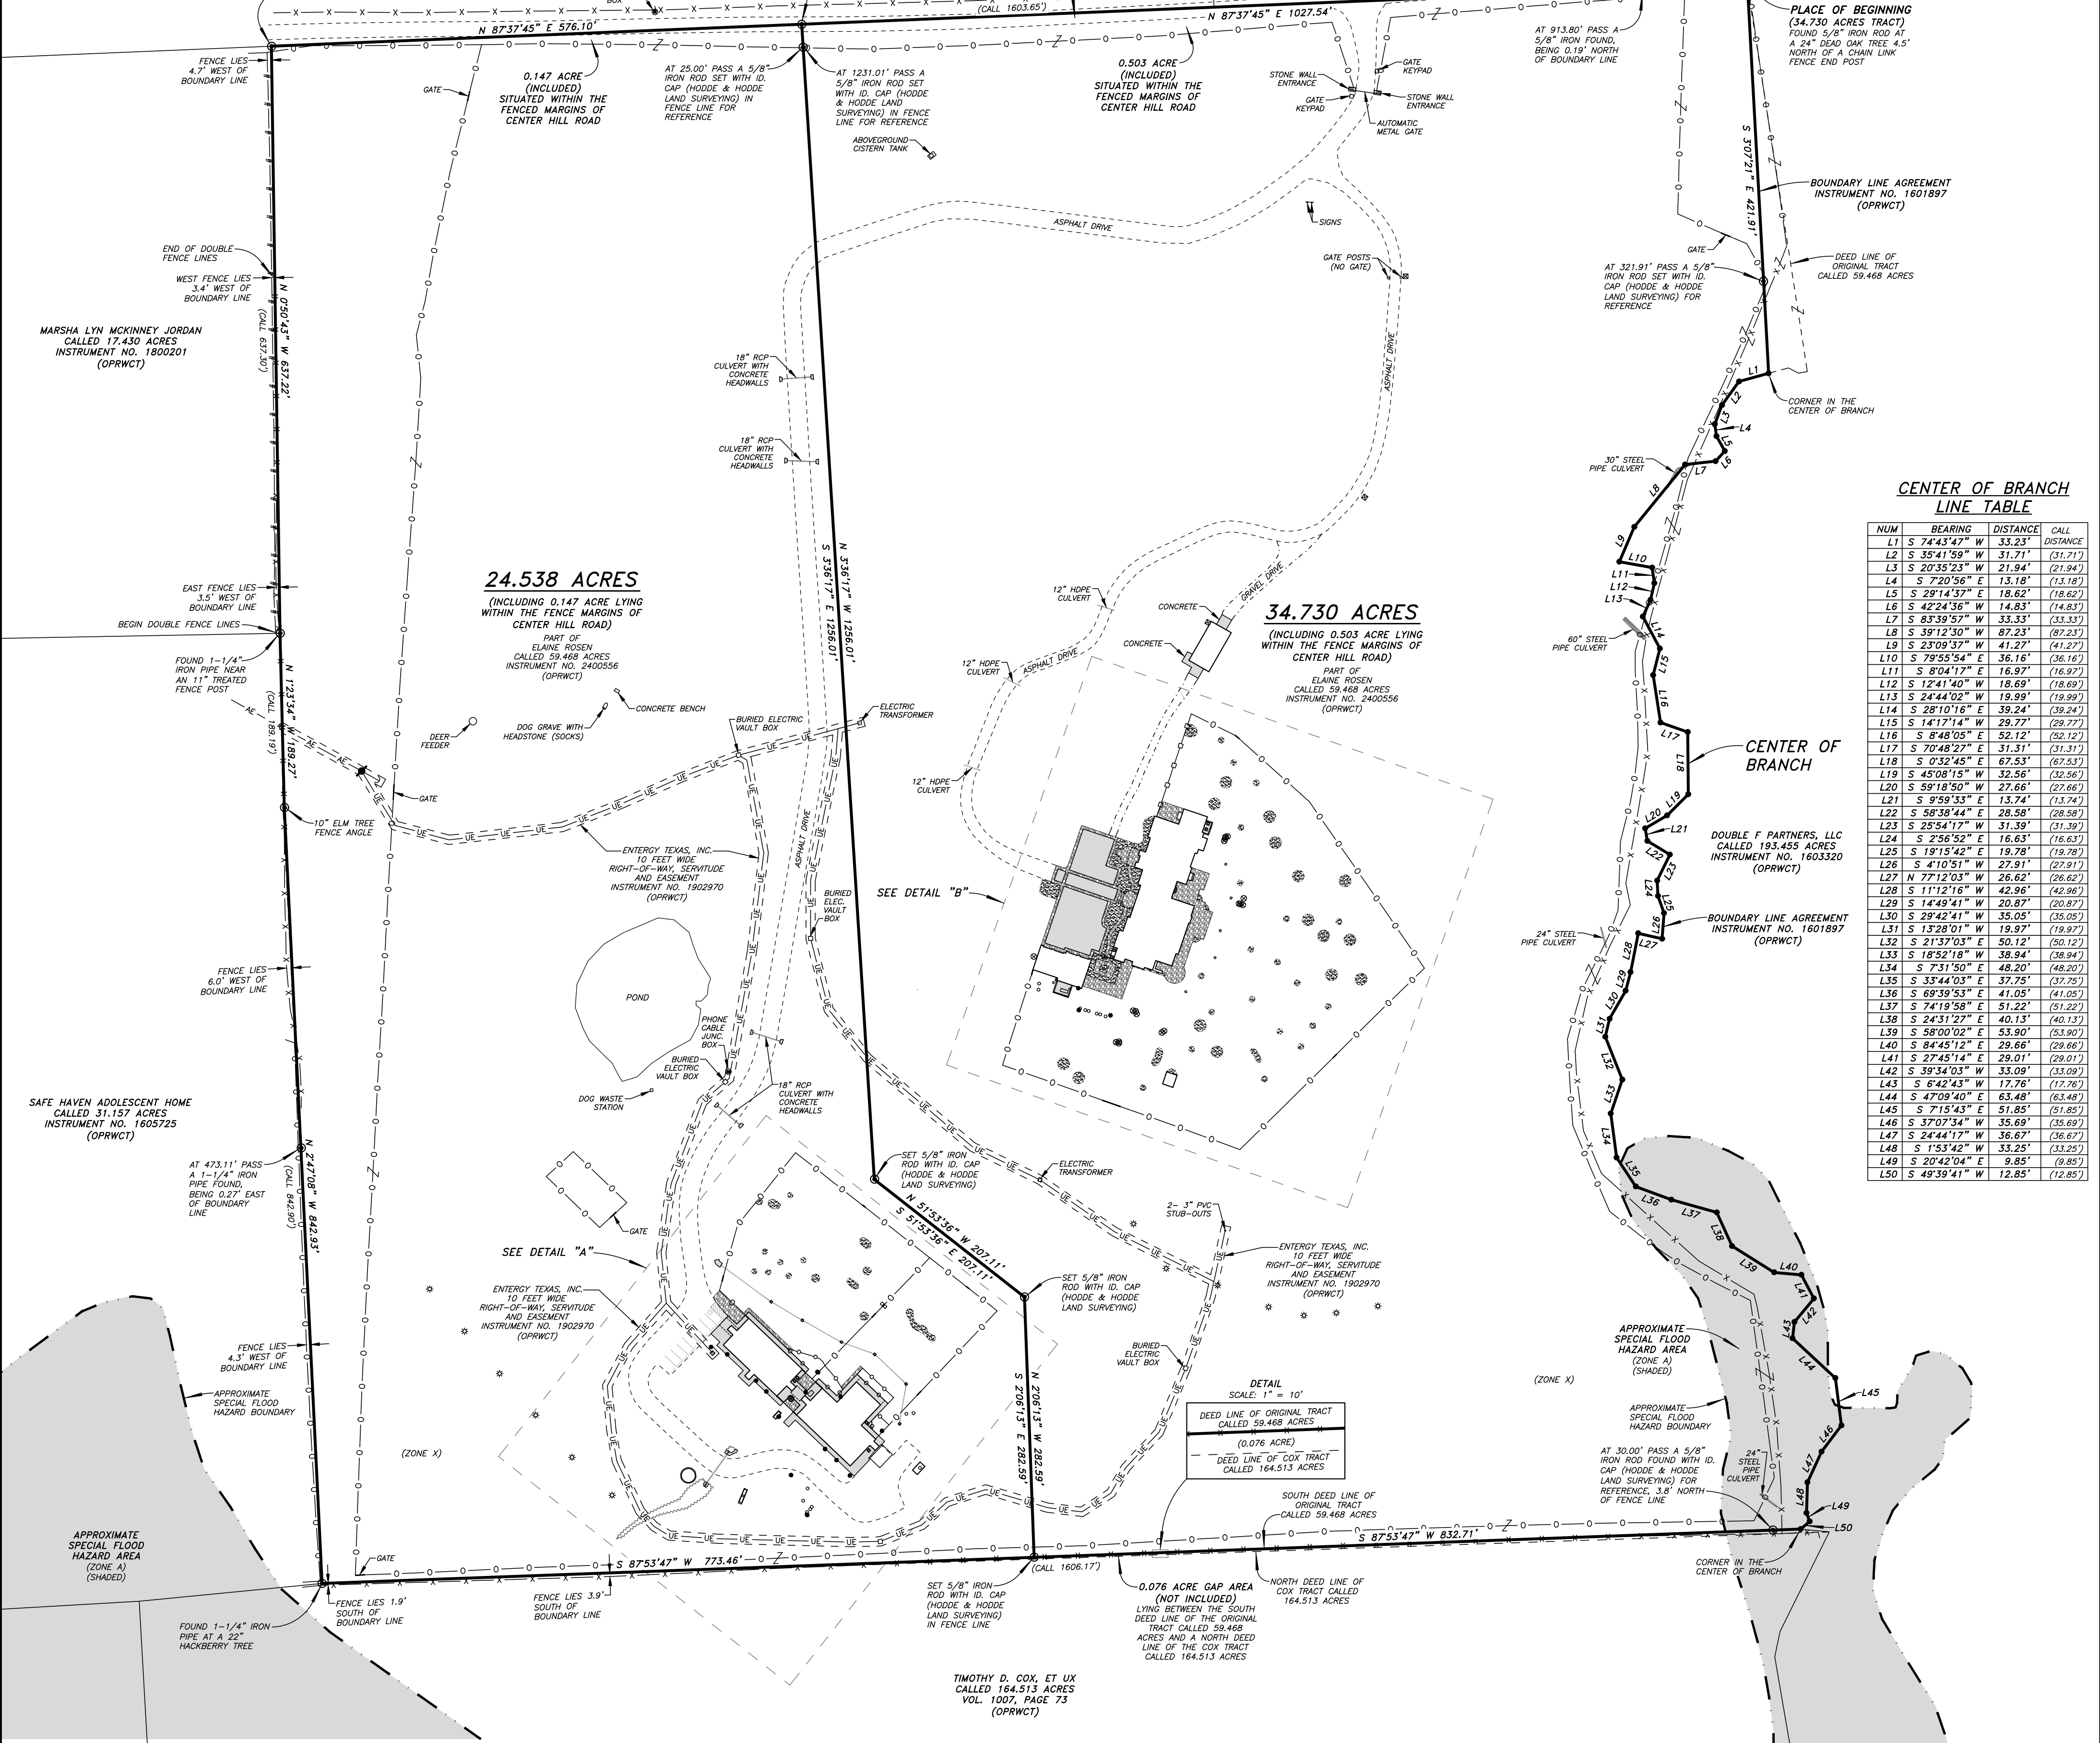 BOX
(CALL 1603.65')
N 87°37'45" E 576.10'
N 87°37'45" E 1027.54'
PLACE OF BEGINNING
(34.730 ACRES TRACT)
FOUND 5/8" IRON ROD AT
A 24" DEAD OAK TREE 4.5'
NORTH OF A CHAIN LINK
FENCE END POST
AT 913.80' PASS A
5/8" IRON ROD FOUND,
BEING 0.19' NORTH
OF BOUNDARY LINE
FENCE LIES
4.7' WEST OF
BOUNDARY LINE
GATE
0.147 ACRE
(INCLUDED)
SITUATED WITHIN THE
FENCED MARGINS OF
CENTER HILL ROAD
AT 25.00' PASS A 5/8"
IRON ROD SET WITH ID.
CAP (HODDE & HODDE
LAND SURVEYING) IN
FENCE LINE FOR
REFERENCE
AT 1231.01' PASS A
5/8" IRON ROD SET
WITH ID. CAP (HODDE
& HODDE LAND
SURVEYING) IN FENCE
LINE FOR REFERENCE
0.503 ACRE
(INCLUDED)
SITUATED WITHIN THE
FENCED MARGINS OF
CENTER HILL ROAD
STONE WALL
ENTRANCE
GATE
KEYPAD
GATE
KEYPAD
STONE WALL
ENTRANCE
AUTOMATIC
METAL GATE
ABOVEGROUND
CISTERN TANK
S 3°07'21" E 421.91'
BOUNDARY LINE AGREEMENT
INSTRUMENT NO. 1601897
(OPRWCT)
ASPHALT DRIVE
SIGNS
GATE
GATE POSTS
(NO GATE)
AT 321.91' PASS A 5/8"
IRON ROD SET WITH ID.
CAP (HODDE & HODDE
LAND SURVEYING) FOR
REFERENCE
DEED LINE OF
ORIGINAL TRACT
CALLED 59.468 ACRES
END OF DOUBLE
FENCE LINES
WEST FENCE LIES
3.4' WEST OF
BOUNDARY LINE
N 0°50'43" W 637.22'
(CALL 637.30')
MARSHA LYN MCKINNEY JORDAN
CALLED 17.430 ACRES
INSTRUMENT NO. 1800201
(OPRWCT)
18" RCP
CULVERT WITH
CONCRETE
HEADWALLS
18" RCP
CULVERT WITH
CONCRETE
HEADWALLS
ASPHALT DRIVE
L1
L2
L3
L4
L5
L6
L7
L8
L9
L10
L11
L12
L13
L14
L15
L16
L17
L18
L19
L20
L21
L22
L23
L24
L25
L26
L27
L28
L29
L30
L31
L32
L33
L34
L35
L36
L37
L38
L39
L40
L41
L42
L43
L44
L45
L46
L47
L48
L49
L50
CORNER IN THE
CENTER OF BRANCH
30" STEEL
PIPE CULVERT
CENTER OF BRANCH
LINE TABLE
NUM BEARING DISTANCE CALL DISTANCE
L1 S 74°43'47" W 33.23'
L2 S 35°41'59" W 31.71' (31.71')
L3 S 20°35'23" W 21.94' (21.94')
L4 S 7°20'56" E 13.18' (13.18')
L5 S 29°14'37" E 18.62' (18.62')
L6 S 42°24'36" W 14.83' (14.83')
L7 S 83°39'57" W 33.33' (33.33')
L8 S 39°12'30" W 87.23' (87.23')
L9 S 23°09'37" W 41.27' (41.27')
L10 S 79°55'54" E 36.16' (36.16')
L11 S 8°04'17" E 16.97' (16.97')
L12 S 12°41'40" W 18.69' (18.69')
L13 S 24°44'02" W 19.99' (19.99')
L14 S 28°10'16" E 39.24' (39.24')
L15 S 14°17'14" W 29.77' (29.77')
L16 S 8°48'05" E 52.12' (52.12')
L17 S 70°48'27" E 31.31' (31.31')
L18 S 0°32'45" E 67.53' (67.53')
L19 S 45°08'15" W 32.56' (32.56')
L20 S 59°18'50" W 27.66' (27.66')
L21 S 9°59'33" E 13.74' (13.74')
L22 S 58°38'44" E 28.58' (28.58')
L23 S 25°54'17" W 31.39' (31.39')
L24 S 2°56'52" E 16.63' (16.63')
L25 S 19°15'42" E 19.78' (19.78')
L26 S 4°10'51" W 27.91' (27.91')
L27 N 77°12'03" W 26.62' (26.62')
L28 S 11°12'16" W 42.96' (42.96')
L29 S 14°49'41" W 20.87' (20.87')
L30 S 29°42'41" W 35.05' (35.05')
L31 S 13°28'01" W 19.97' (19.97')
L32 S 21°37'03" E 50.12' (50.12')
L33 S 18°52'18" W 38.94' (38.94')
L34 S 7°31'50" E 48.20' (48.20')
L35 S 33°44'03" E 37.75' (37.75')
L36 S 69°39'53" E 41.05' (41.05')
L37 S 74°19'58" E 51.22' (51.22')
L38 S 24°31'27" E 40.13' (40.13')
L39 S 58°00'02" E 53.90' (53.90')
L40 S 84°45'12" E 29.66' (29.66')
L41 S 27°45'14" E 29.01' (29.01')
L42 S 39°34'03" W 33.09' (33.09')
L43 S 6°42'43" W 17.76' (17.76')
L44 S 47°09'40" E 63.48' (63.48')
L45 S 7°15'43" E 51.85' (51.85')
L46 S 37°07'34" W 35.69' (35.69')
L47 S 24°44'17" W 36.67' (36.67')
L48 S 1°53'42" W 33.25' (33.25')
L49 S 20°42'04" E 9.85' (9.85')
L50 S 49°39'41" W 12.85' (12.85')
EAST FENCE LIES
3.5' WEST OF
BOUNDARY LINE
BEGIN DOUBLE FENCE LINES
FOUND 1-1/4"
IRON PIPE NEAR
AN 11" TREATED
FENCE POST
24.538 ACRES
(INCLUDING 0.147 ACRE LYING
WITHIN THE FENCE MARGINS OF
CENTER HILL ROAD)
PART OF
ELAINE ROSEN
CALLED 59.468 ACRES
INSTRUMENT NO. 2400556
(OPRWCT)
N 3°36'17" W 1256.01'
S 3°36'17" E 1256.01'
12" HDPE
CULVERT
CONCRETE
GRAVEL DRIVE
CONCRETE
12" HDPE
CULVERT
ASPHALT DRIVE
34.730 ACRES
(INCLUDING 0.503 ACRE LYING
WITHIN THE FENCE MARGINS OF
CENTER HILL ROAD)
PART OF
ELAINE ROSEN
CALLED 59.468 ACRES
INSTRUMENT NO. 2400556
(OPRWCT)
60" STEEL
PIPE CULVERT
N 1°23'34" W 189.27'
(CALL 189.19')
AE
AE
AE
DEER
FEEDER
DOG GRAVE WITH
HEADSTONE (SOCKS)
CONCRETE BENCH
BURIED ELECTRIC
VAULT BOX
ELECTRIC
TRANSFORMER
12" HDPE
CULVERT
CENTER OF
BRANCH
GATE
10" ELM TREE
FENCE ANGLE
UE
ENTERGY TEXAS, INC.
10 FEET WIDE
RIGHT-OF-WAY, SERVITUDE
AND EASEMENT
INSTRUMENT NO. 1902970
(OPRWCT)
ASPHALT DRIVE
BURIED
ELEC.
VAULT
BOX
SEE DETAIL "B"
DOUBLE F PARTNERS, LLC
CALLED 193.455 ACRES
INSTRUMENT NO. 1603320
(OPRWCT)
BOUNDARY LINE AGREEMENT
INSTRUMENT NO. 1601897
(OPRWCT)
24" STEEL
PIPE CULVERT
FENCE LIES
6.0' WEST OF
BOUNDARY LINE
POND
PHONE
CABLE
JUNC.
BOX
BURIED
ELECTRIC
VAULT BOX
DOG WASTE
STATION
18" RCP
CULVERT WITH
CONCRETE
HEADWALLS
SAFE HAVEN ADOLESCENT HOME
CALLED 31.157 ACRES
INSTRUMENT NO. 1605725
(OPRWCT)
AT 473.11' PASS
A 1-1/4" IRON
PIPE FOUND,
BEING 0.27' EAST
OF BOUNDARY
LINE
N 2°47'08" W 842.93'
(CALL 842.90')
SET 5/8" IRON
ROD WITH ID. CAP
(HODDE & HODDE
LAND SURVEYING)
ELECTRIC
TRANSFORMER
N 51°53'36" W 207.11'
S 51°53'36" E 207.11'
2- 3" PVC
STUB-OUTS
GATE
SEE DETAIL "A"
ENTERGY TEXAS, INC.
10 FEET WIDE
RIGHT-OF-WAY, SERVITUDE
AND EASEMENT
INSTRUMENT NO. 1902970
(OPRWCT)
SET 5/8" IRON
ROD WITH ID. CAP
(HODDE & HODDE
LAND SURVEYING)
ENTERGY TEXAS, INC.
10 FEET WIDE
RIGHT-OF-WAY, SERVITUDE
AND EASEMENT
INSTRUMENT NO. 1902970
(OPRWCT)
FENCE LIES
4.3' WEST OF
BOUNDARY LINE
APPROXIMATE
SPECIAL FLOOD
HAZARD BOUNDARY
BURIED
ELECTRIC
VAULT BOX
N 2°06'13" W 282.59'
S 2°06'13" E 282.59'
DETAIL
SCALE: 1" = 10'
DEED LINE OF ORIGINAL TRACT
CALLED 59.468 ACRES
(0.076 ACRE)
DEED LINE OF COX TRACT
CALLED 164.513 ACRES
(ZONE X)
APPROXIMATE
SPECIAL FLOOD
HAZARD AREA
(ZONE A)
(SHADED)
APPROXIMATE
SPECIAL FLOOD
HAZARD BOUNDARY
AT 30.00' PASS A 5/8"
IRON ROD FOUND WITH ID.
CAP (HODDE & HODDE
LAND SURVEYING) FOR
REFERENCE, 3.8' NORTH
OF FENCE LINE
24"
STEEL
PIPE
CULVERT
(ZONE X)
SOUTH DEED LINE OF
ORIGINAL TRACT
CALLED 59.468 ACRES
APPROXIMATE
SPECIAL FLOOD
HAZARD AREA
(ZONE A)
(SHADED)
GATE
S 87°53'47" W 773.46'
S 87°53'47" W 832.71'
(CALL 1606.17')
CORNER IN THE
CENTER OF BRANCH
FENCE LIES 1.9'
SOUTH OF
BOUNDARY LINE
FENCE LIES 3.9'
SOUTH OF
BOUNDARY LINE
SET 5/8" IRON
ROD WITH ID. CAP
(HODDE & HODDE
LAND SURVEYING)
IN FENCE LINE
0.076 ACRE GAP AREA
(NOT INCLUDED)
LYING BETWEEN THE SOUTH
DEED LINE OF THE ORIGINAL
TRACT CALLED 59.468
ACRES AND A NORTH DEED
LINE OF THE COX TRACT
CALLED 164.513 ACRES
NORTH DEED LINE OF
COX TRACT CALLED
164.513 ACRES
FOUND 1-1/4" IRON
PIPE AT A 22"
HACKBERRY TREE
TIMOTHY D. COX, ET UX
CALLED 164.513 ACRES
VOL. 1007, PAGE 73
(OPRWCT)